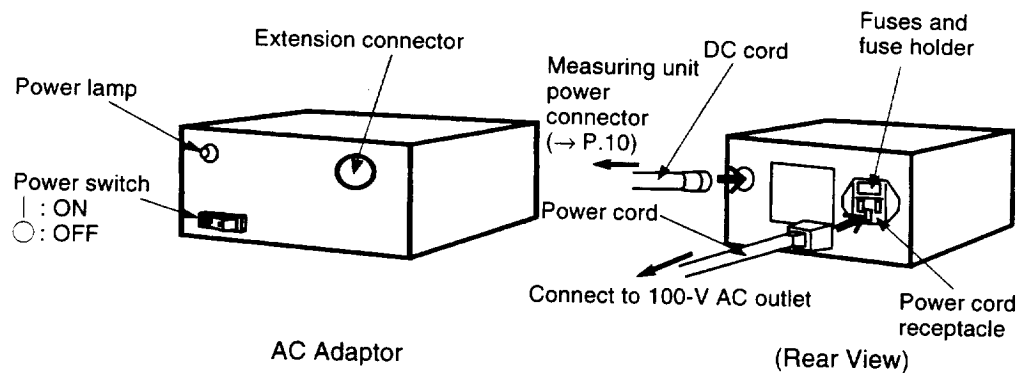 Extension connector
Power lamp
Power switch
| : ON
○ : OFF
AC Adaptor
Fuses and
fuse holder
DC cord
Measuring unit
power
connector
(→ P.10)
Power cord
Connect to 100-V AC outlet
Power cord
receptacle
(Rear View)